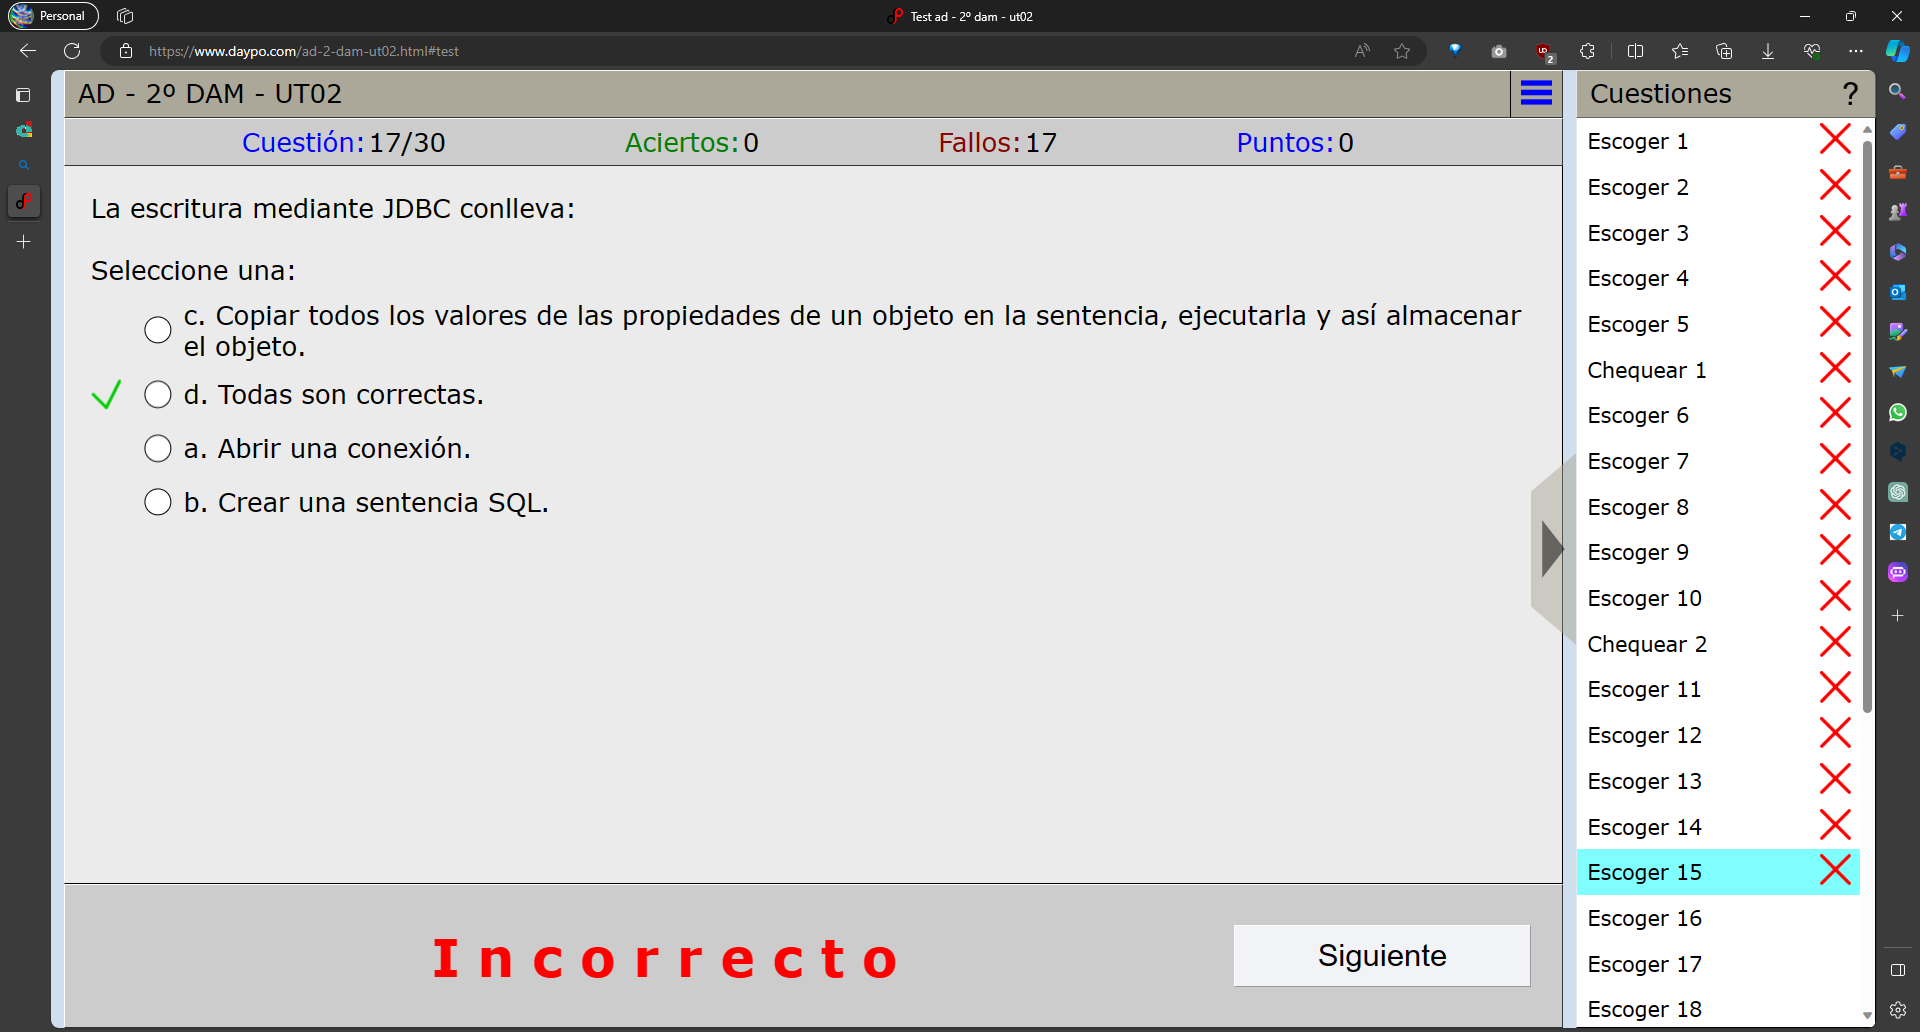 Personal
Test ad - 2º dam - ut02
https://www.daypo.com/ad-2-dam-ut02.html#test
2
AD - 2º DAM - UT02
Cuestión: 17/30
Aciertos: 0
Fallos: 17
Puntos: 0
La escritura mediante JDBC conlleva:
Seleccione una:
c. Copiar todos los valores de las propiedades de un objeto en la sentencia, ejecutarla y así almacenar
el objeto.
d. Todas son correctas.
a. Abrir una conexión.
b. Crear una sentencia SQL.
Incorrecto
Siguiente
Cuestiones
?
Escoger 1
Escoger 2
Escoger 3
Escoger 4
Escoger 5
Chequear 1
Escoger 6
Escoger 7
Escoger 8
Escoger 9
Escoger 10
Chequear 2
Escoger 11
Escoger 12
Escoger 13
Escoger 14
Escoger 15
Escoger 16
Escoger 17
Escoger 18